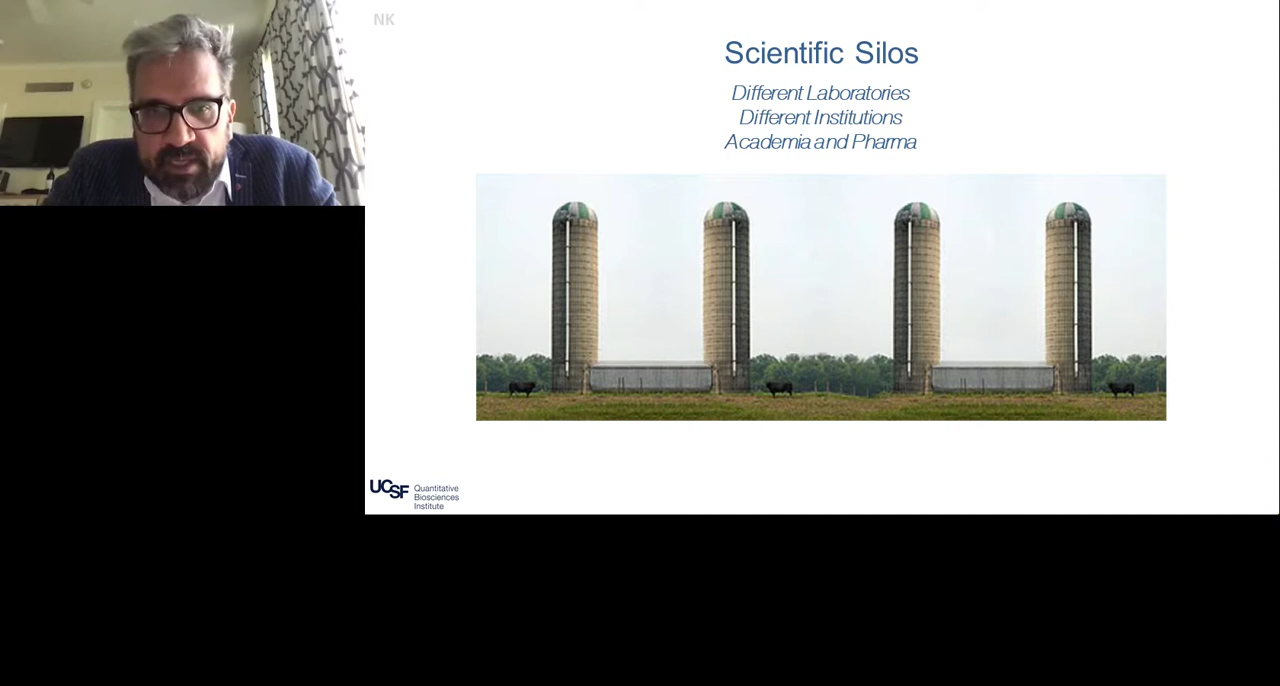 NK
Scientific Silos
Different Laboratories
Different Institutions
Academia and Pharma
UCSF
Quantitative
Biosciences
Institute